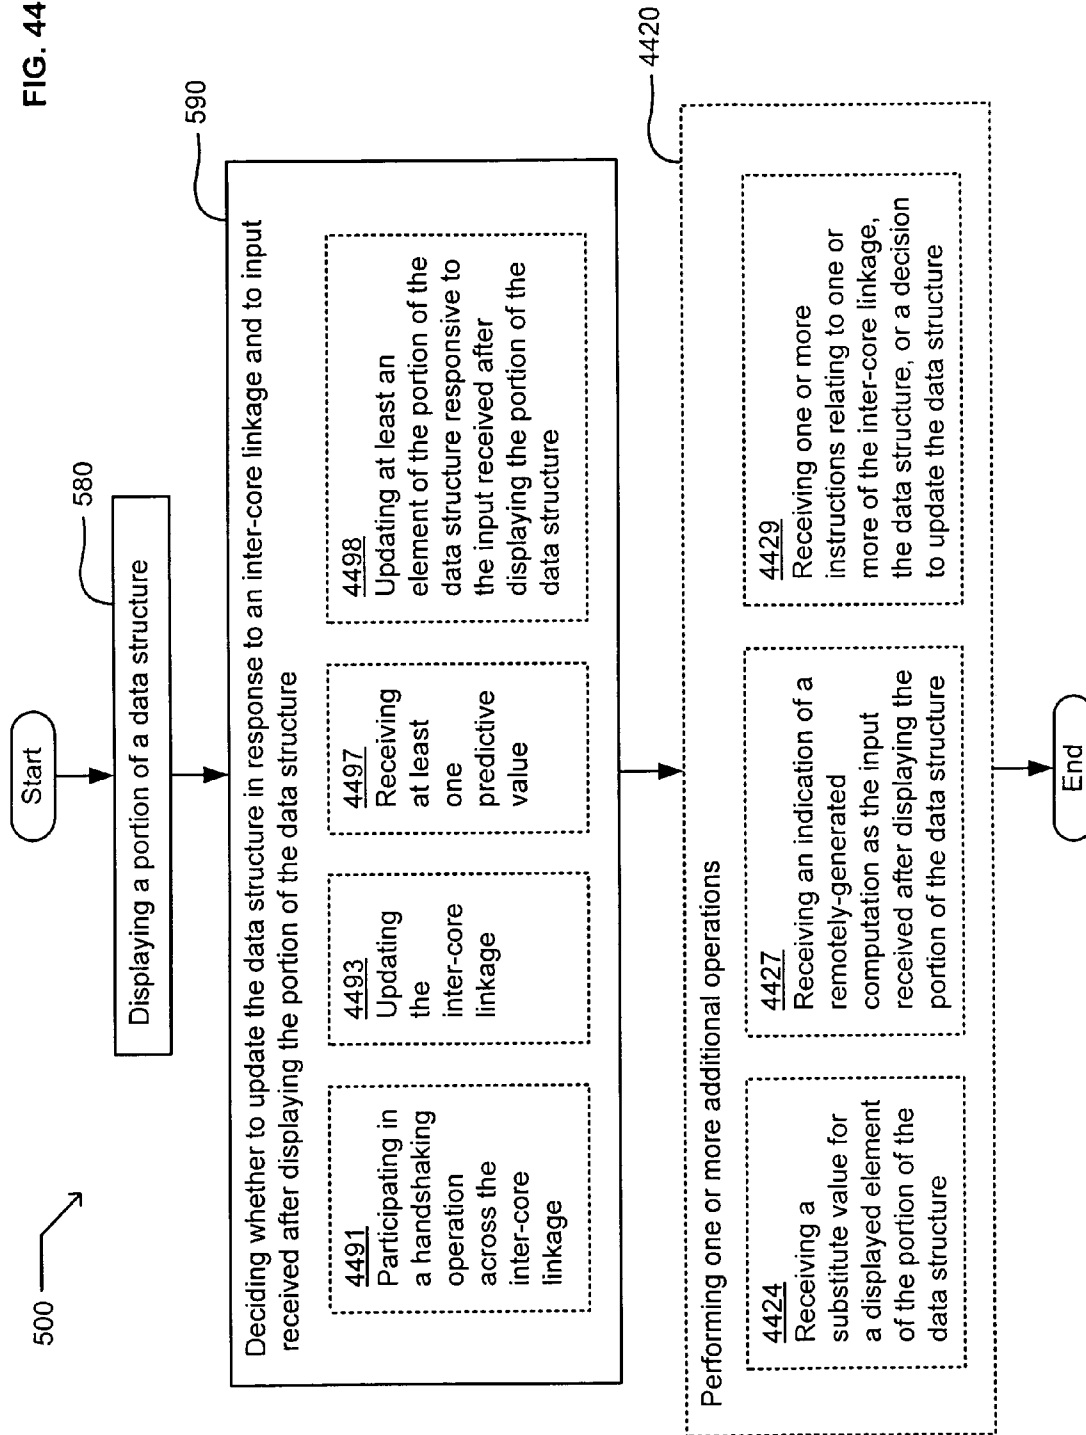 FIG. 44
500
Start
580
Displaying a portion of a data structure
590
Deciding whether to update the data structure in response to an inter-core linkage and to input
received after displaying the portion of the data structure
4491
Participating in
a handshaking
operation
across the
inter-core
linkage
4493
Updating
the
inter-core
linkage
4497
Receiving
at least
one
predictive
value
4498
Updating at least an
element of the portion of the
data structure responsive to
the input received after
displaying the portion of the
data structure
4420
Performing one or more additional operations
4424
Receiving a
substitute value for
a displayed element
of the portion of the
data structure
4427
Receiving an indication of a
remotely-generated
computation as the input
received after displaying the
portion of the data structure
4429
Receiving one or more
instructions relating to one or
more of the inter-core linkage,
the data structure, or a decision
to update the data structure
End